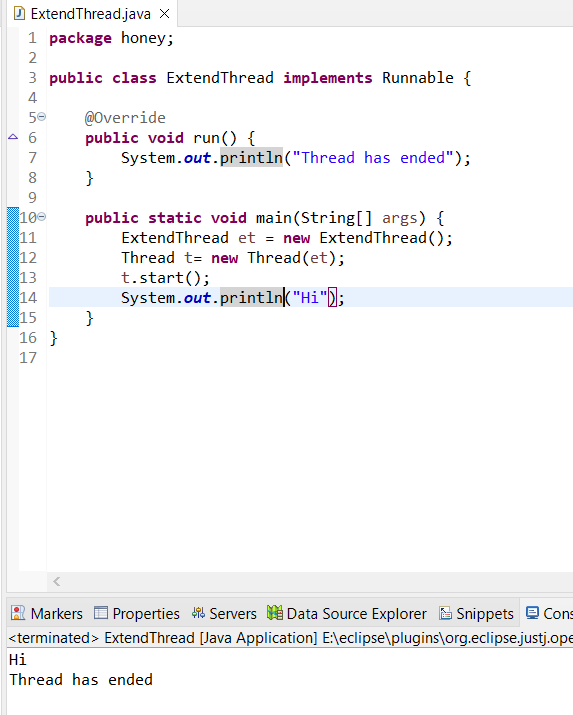 ExtendThread.java
1 package honey;
2
3 public class ExtendThread implements Runnable {
4
5 @Override
6 public void run() {
7 System.out.println("Thread has ended");
8 }
9
10 public static void main(String[] args) {
11 ExtendThread et = new ExtendThread();
12 Thread t= new Thread(et);
13 t.start();
14 System.out.println("Hi");
15 }
16 }
17
Markers Properties Servers Data Source Explorer Snippets Cons
<terminated> ExtendThread [Java Application] E:\eclipse\plugins\org.eclipse.justj.ope
Hi
Thread has ended